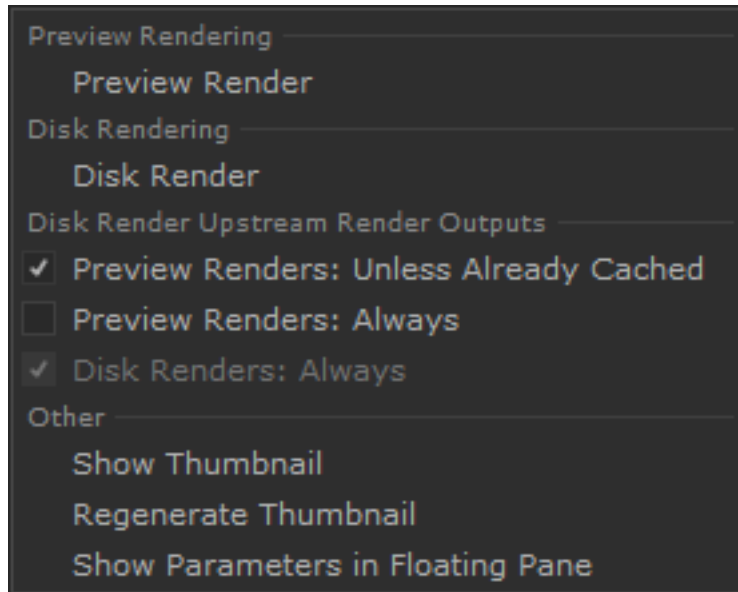 Preview Rendering
Preview Render
Disk Rendering
Disk Render
Disk Render Upstream Render Outputs
Preview Renders: Unless Already Cached
Preview Renders: Always
Disk Renders: Always
Other
Show Thumbnail
Regenerate Thumbnail
Show Parameters in Floating Pane